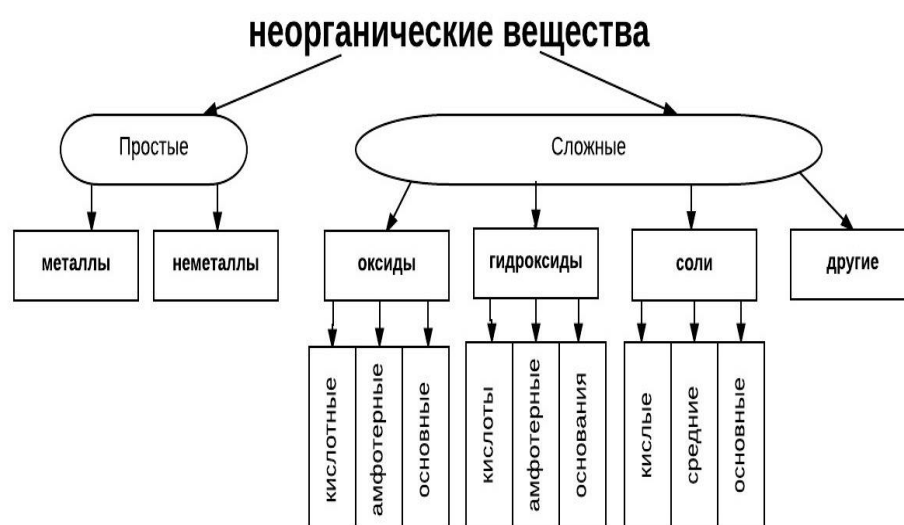 неорганические вещества
Простые
Сложные
металлы
неметаллы
оксиды
гидроксиды
соли
другие
кислотные
амфотерные
основные
кислоты
амфотерные
основания
кислые
средние
основные